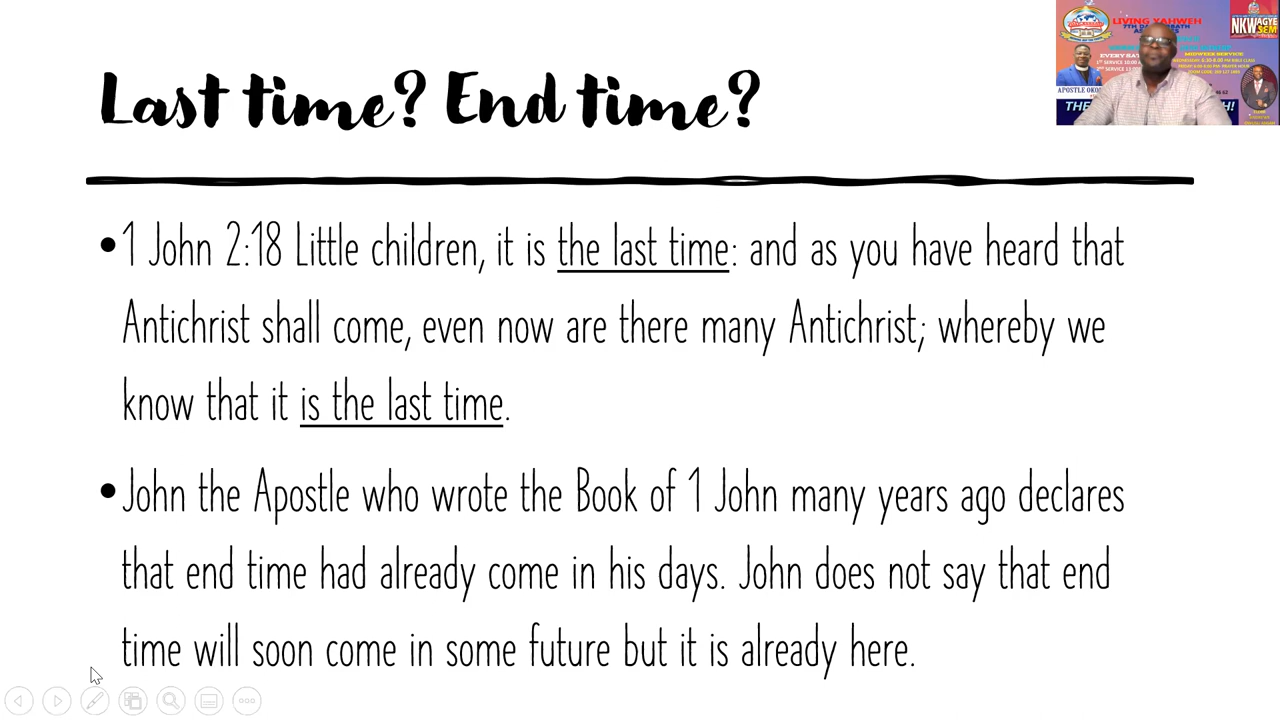 Last time? End time?
•1 John 2:18 Little children, it is the last time: and as you have heard that
Antichrist shall come, even now are there many Antichrist; whereby we
know that it is the last time.
•John the Apostle who wrote the Book of 1 John many years ago declares
that end time had already come in his days. John does not say that end
time will soon come in some future but it is already here.
LIVING YAHWEH
NKWAGYE
SEM
APOSTLE OKO